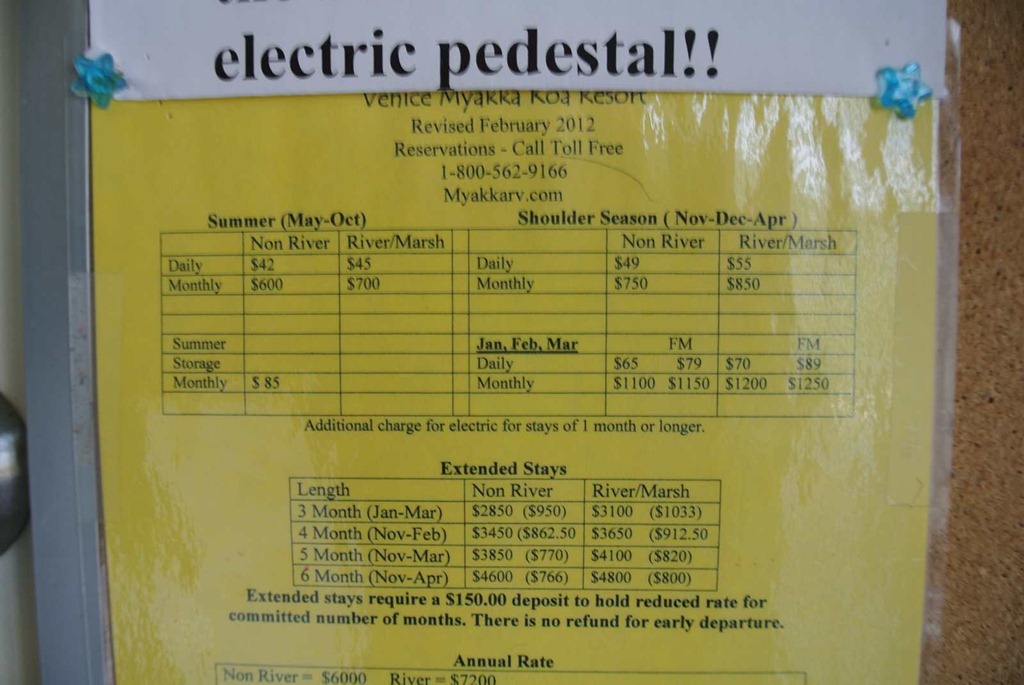 electric pedestal!!
Venice Myakka Koa Resort
Revised February 2012
Reservations - Call Toll Free
1-800-562-9166
Myakkarv.com
Summer (May-Oct) Shoulder Season ( Nov-Dec-Apr )
Non River River/Marsh Non River River/Marsh
Daily $42 $45 Daily $49 $55
Monthly $600 $700 Monthly $750 $850
Summer Jan, Feb, Mar FM FM
Storage Daily $65 $79 $70 $89
Monthly $ 85 Monthly $1100 $1150 $1200 $1250
Additional charge for electric for stays of 1 month or longer.
Extended Stays
Length Non River River/Marsh
3 Month (Jan-Mar) $2850 ($950) $3100 ($1033)
4 Month (Nov-Feb) $3450 ($862.50 $3650 ($912.50
5 Month (Nov-Mar) $3850 ($770) $4100 ($820)
6 Month (Nov-Apr) $4600 ($766) $4800 ($800)
Extended stays require a $150.00 deposit to hold reduced rate for
committed number of months. There is no refund for early departure.
Annual Rate
Non River = $6000 River = $7200